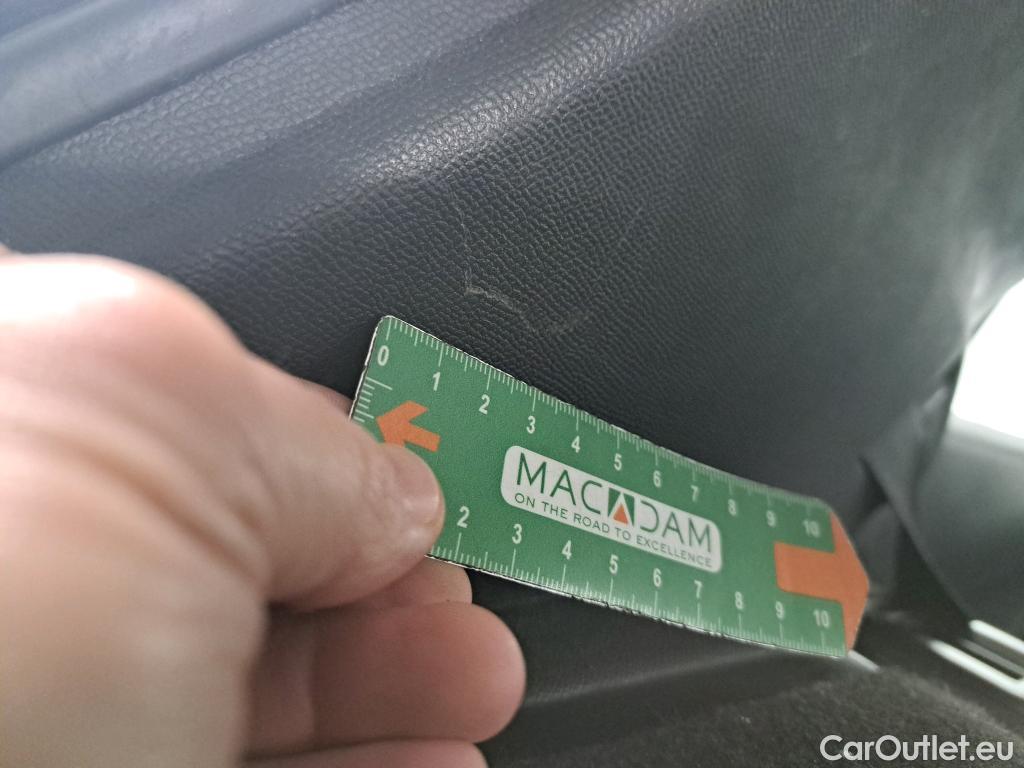 0 1 2 3 4 5 6 7 8 9 10
MACADAM
ON THE ROAD TO EXCELLENCE
2 3 4 5 6 7 8 9 10
CarOutlet.eu